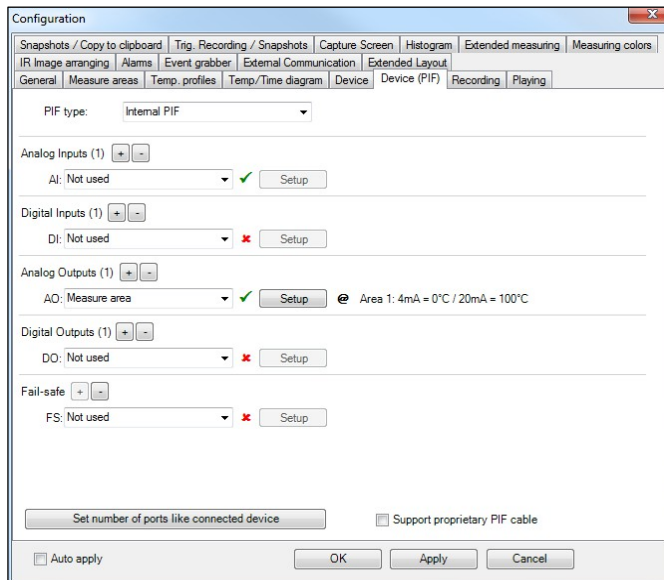 Configuration
Snapshots / Copy to clipboard Trig. Recording / Snapshots Capture Screen Histogram Extended measuring Measuring colors
IR Image arranging Alarms Event grabber External Communication Extended Layout
General Measure areas Temp. profiles Temp/Time diagram Device Device (PIF) Recording Playing
PIF type: Internal PIF
Analog Inputs (1) + -
AI: Not used Setup
Digital Inputs (1) + -
DI: Not used Setup
Analog Outputs (1) + -
AO: Measure area Setup @ Area 1: 4mA = 0°C / 20mA = 100°C
Digital Outputs (1) + -
DO: Not used Setup
Fail-safe + -
FS: Not used Setup
Set number of ports like connected device Support proprietary PIF cable
Auto apply OK Apply Cancel